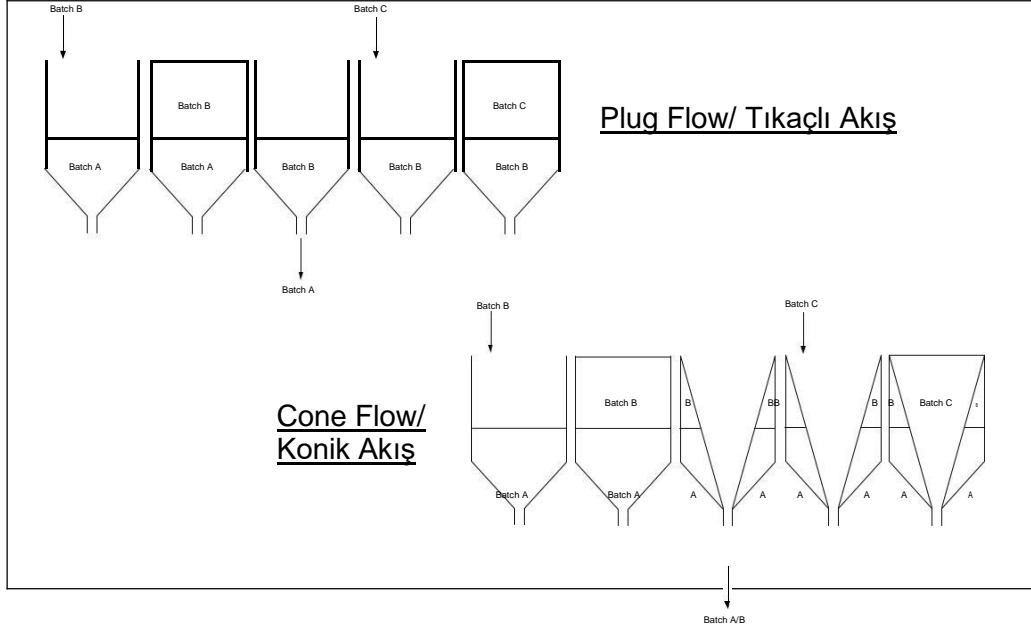 Batch B
Batch C
Batch B
Batch C
Plug Flow/ Tıkaçlı Akış
Batch A
Batch A
Batch B
Batch B
Batch B
Batch A
Batch B
Batch C
Cone Flow/
Konik Akış
Batch B
B
BB
B
B
Batch C
Batch A
Batch A
A
A
A
A
A
A
Batch A/B